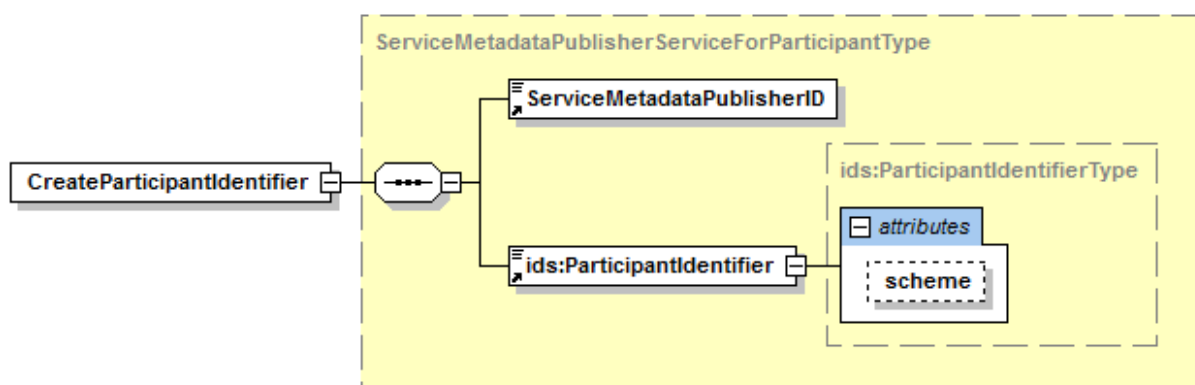 ServiceMetadataPublisherServiceForParticipantType
ServiceMetadataPublisherID
CreateParticipantIdentifier
ids:ParticipantIdentifierType
attributes
ids:ParticipantIdentifier
scheme